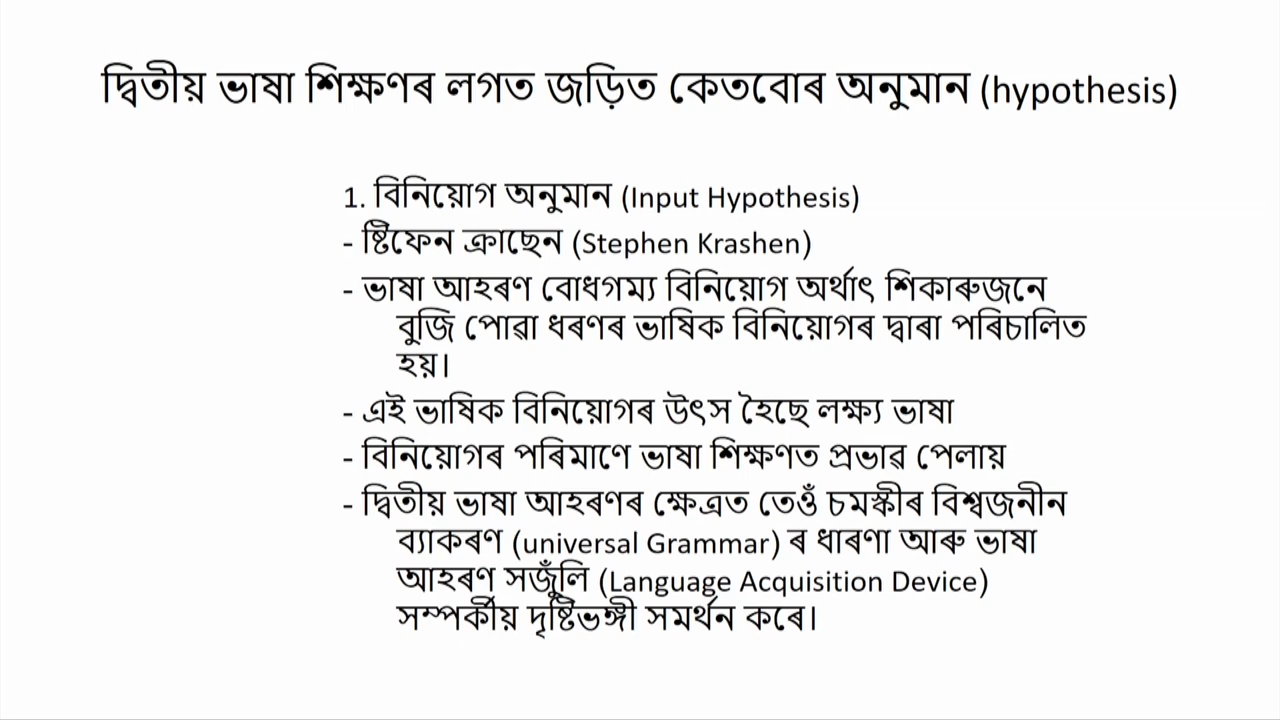 দ্বিতীয় ভাষা শিক্ষণৰ লগত জড়িত কেতবোৰ অনুমান (hypothesis)
1. বিনিয়োগ অনুমান (Input Hypothesis)
- ষ্টিফেন ক্ৰাছেন (Stephen Krashen)
- ভাষা আহৰণ বোধগম্য বিনিয়োগ অৰ্থাৎ শিকাৰুজনে
বুজি পোৱা ধৰণৰ ভাষিক বিনিয়োগৰ দ্বাৰা পৰিচালিত
হয়।
- এই ভাষিক বিনিয়োগৰ উৎস হৈছে লক্ষ্য ভাষা
- বিনিয়োগৰ পৰিমাণে ভাষা শিক্ষণত প্ৰভাৱ পেলায়
- দ্বিতীয় ভাষা আহৰণৰ ক্ষেত্ৰত তেওঁ চমস্কীৰ বিশ্বজনীন
ব্যাকৰণ (universal Grammar) ৰ ধাৰণা আৰু ভাষা
আহৰণ সজুঁলি (Language Acquisition Device)
সম্পৰ্কীয় দৃষ্টিভঙ্গী সমৰ্থন কৰে।